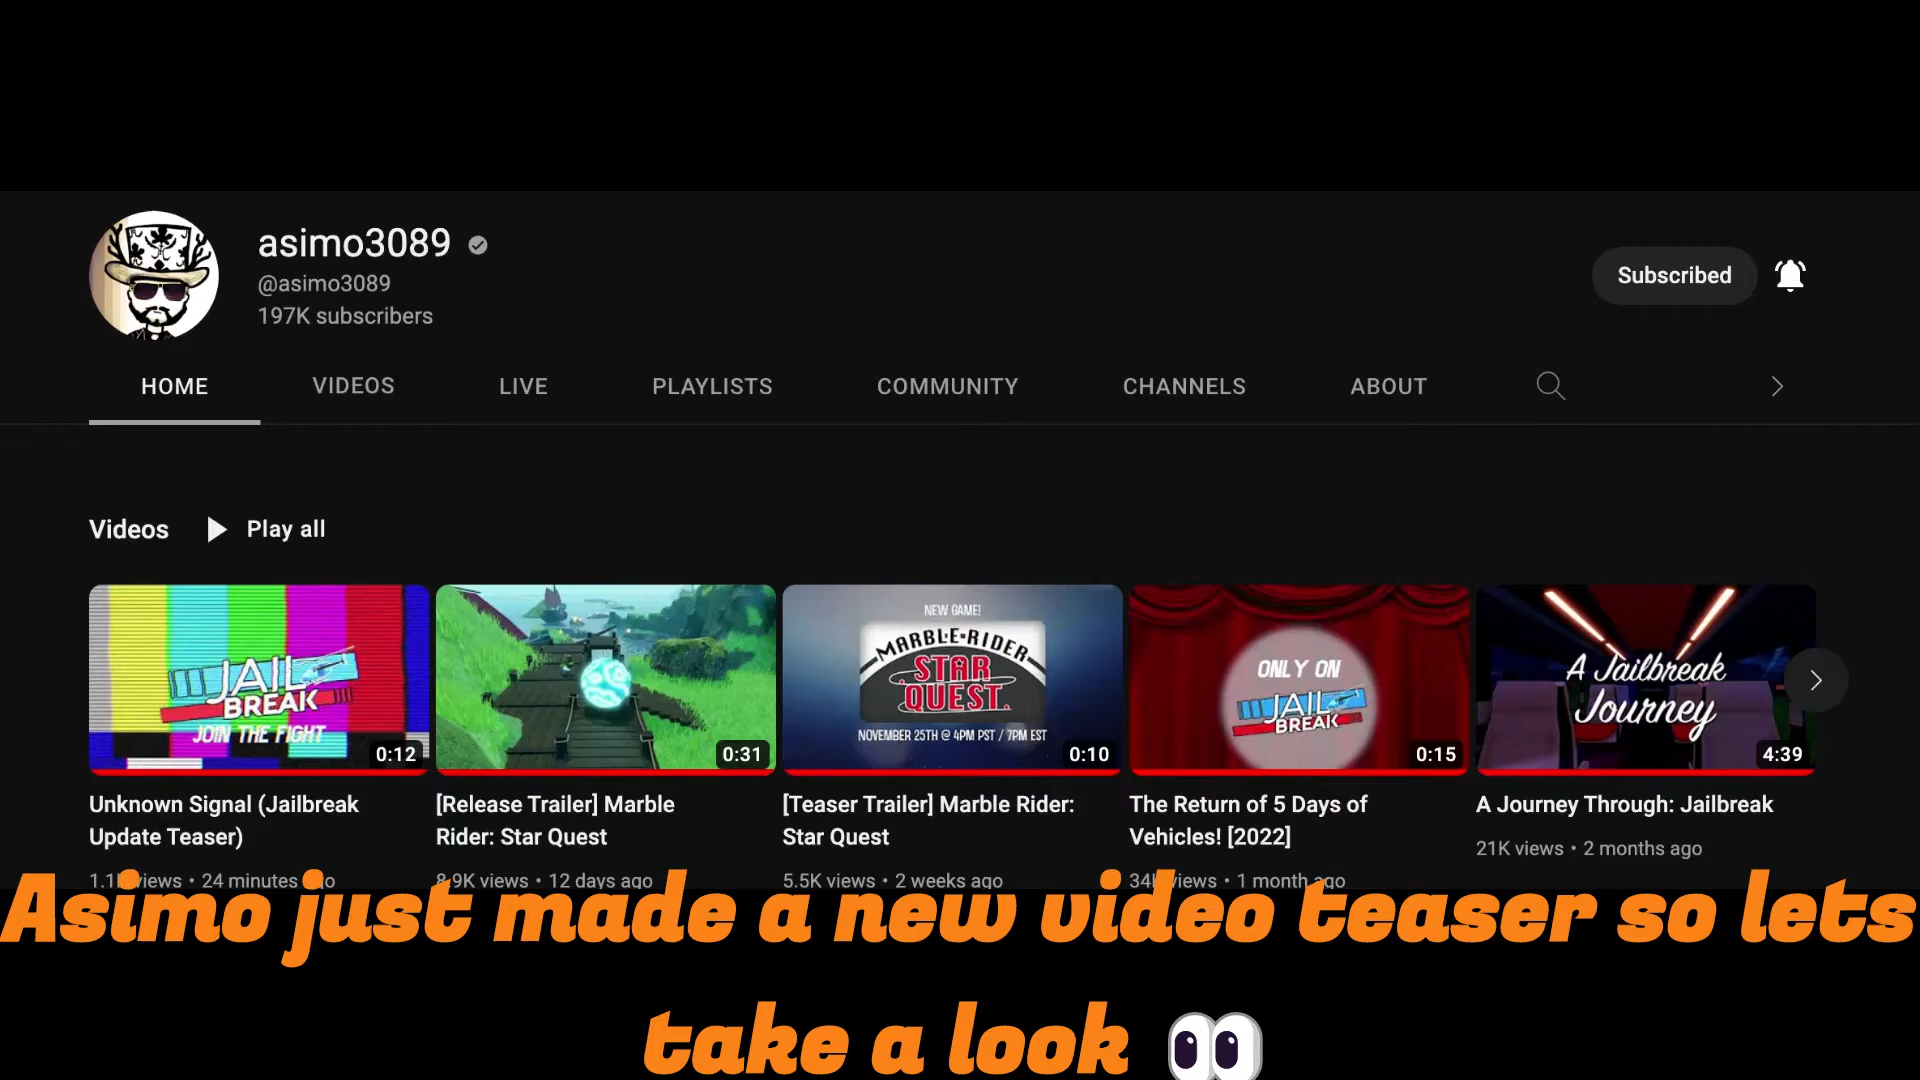 asimo3089
@asimo3089
197K subscribers
Subscribed
HOME VIDEOS LIVE PLAYLISTS COMMUNITY CHANNELS ABOUT
Videos Play all
JAIL
BREAK
JOIN THE FIGHT
0:12
0:31
NEW GAME!
MARBLE·RIDER
STAR
QUEST
NOVEMBER 25TH @ 4PM PST / 7PM EST
0:10
ONLY ON
JAIL
BREAK
0:15
A Jailbreak
Journey
4:39
Unknown Signal (Jailbreak
Update Teaser)
views • 24 minutes
[Release Trailer] Marble
Rider: Star Quest
8.9K views • 12 days ago
[Teaser Trailer] Marble Rider:
Star Quest
5.5K views • 2 weeks ago
The Return of 5 Days of
Vehicles! [2022]
views • 1 month ago
A Journey Through: Jailbreak
21K views • 2 months ago
Asimo just made a new video teaser so lets
take a look 👀